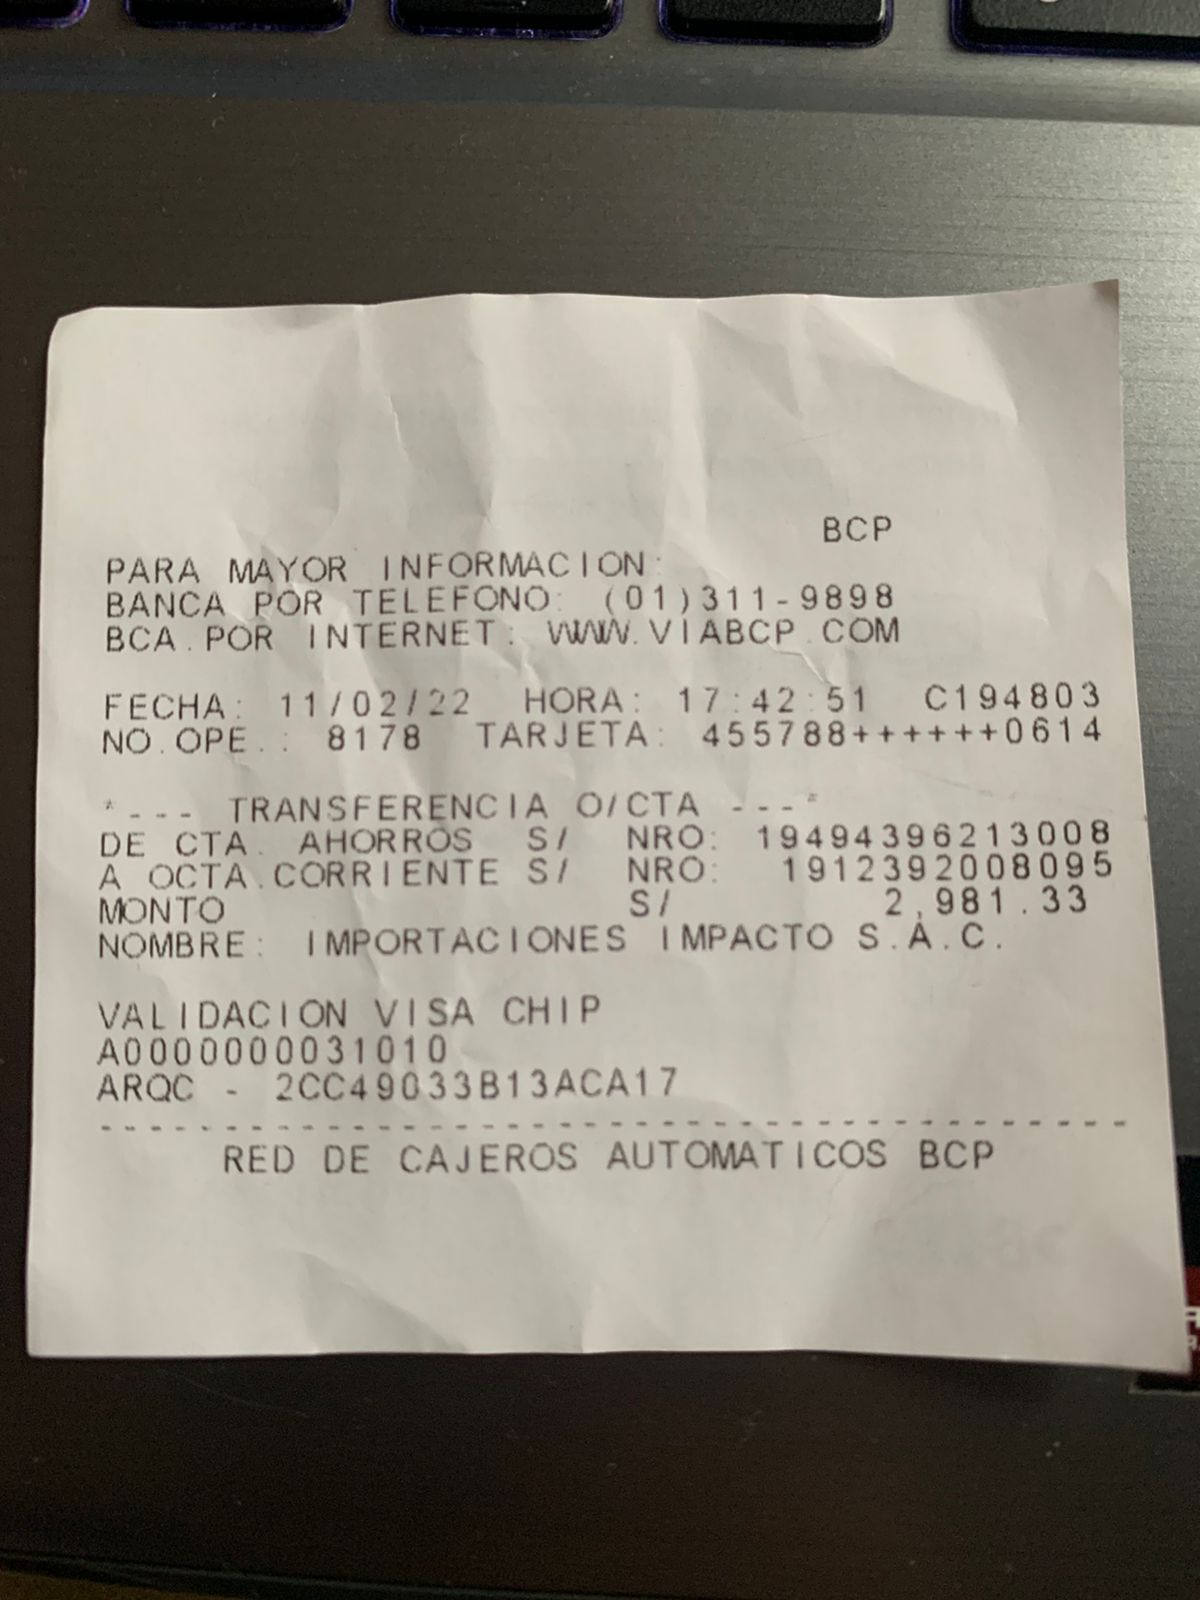 BCP
PARA MAYOR INFORMACION:
BANCA POR TELEFONO: (01)311-9898
BCA.POR INTERNET: WWW.VIABCP.COM
FECHA: 11/02/22 HORA: 17:42:51 C194803
NO.OPE.: 8178 TARJETA: 455788++++++0614
*--- TRANSFERENCIA O/CTA ---*
DE CTA. AHORROS S/ NRO: 19494396213008
A OCTA.CORRIENTE S/ NRO: 1912392008095
MONTO S/ 2,981.33
NOMBRE: IMPORTACIONES IMPACTO S.A.C.
VALIDACION VISA CHIP
A0000000031010
ARQC - 2CC49033B13ACA17
-----------------------------------------
RED DE CAJEROS AUTOMATICOS BCP